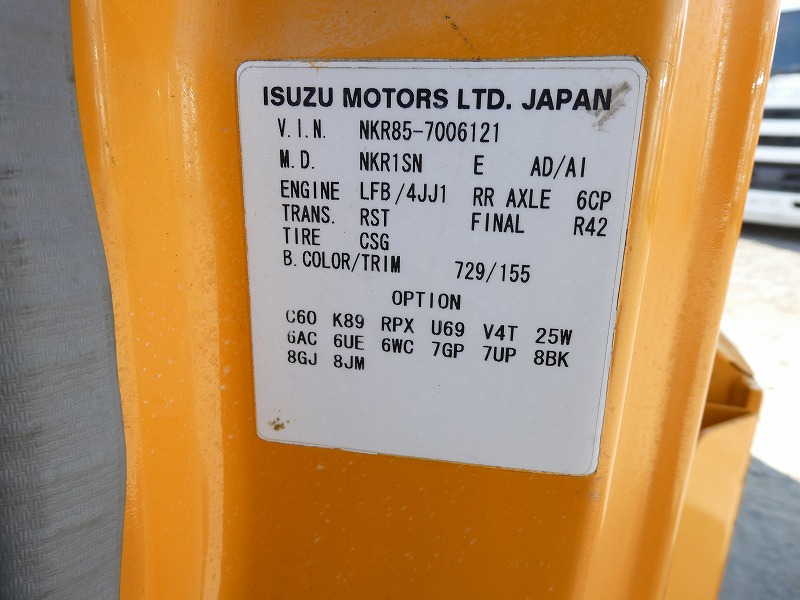 ISUZU MOTORS LTD. JAPAN
V.I.N. NKR85-7006121
M.D. NKR1SN E AD/AI
ENGINE LFB/4JJ1 RR AXLE 6CP
TRANS. RST FINAL R42
TIRE CSG
B.COLOR/TRIM 729/155
OPTION
C60 K89 RPX U69 V4T 25W
6AC 6UE 6WC 7GP 7UP 8BK
8GJ 8JM